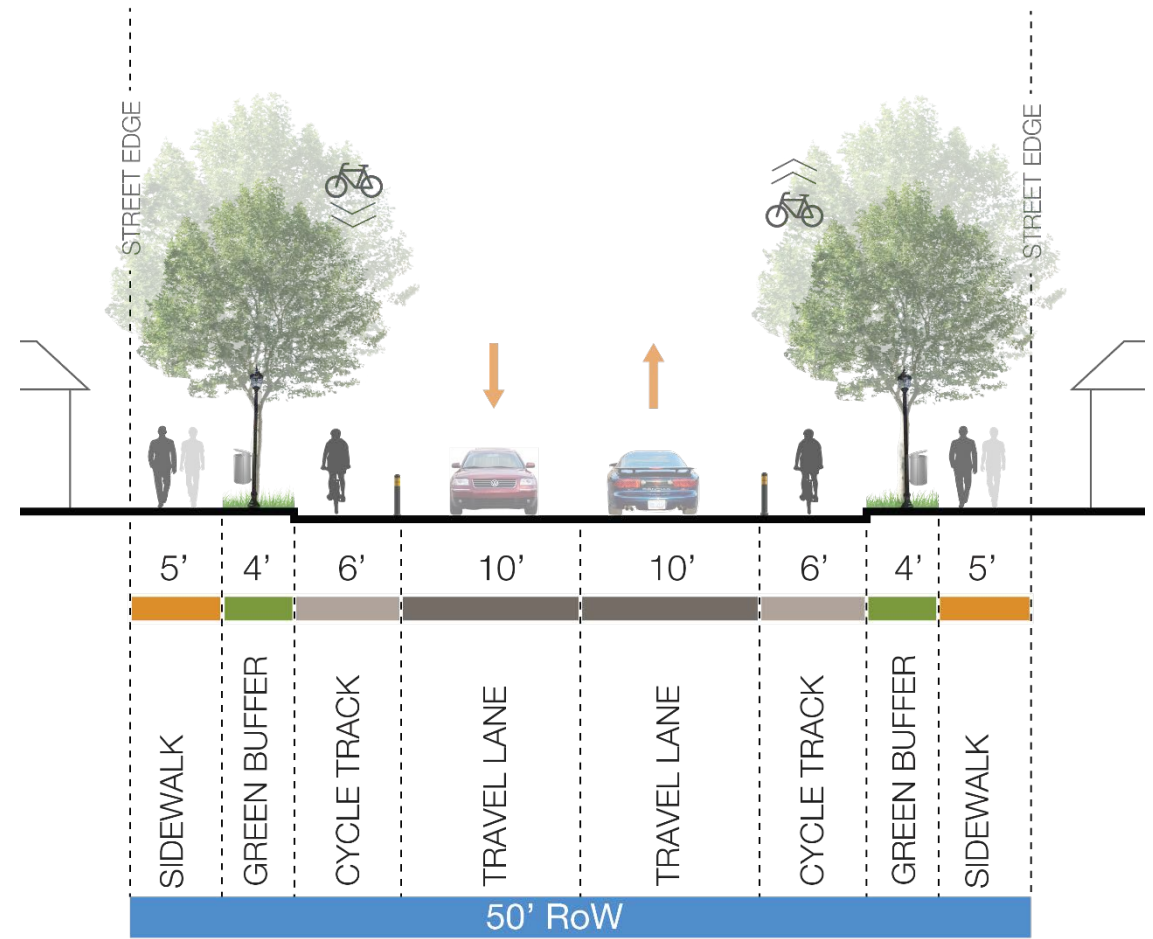 STREET EDGE
STREET EDGE
5’
4’
6’
10’
10’
6’
4’
5’
SIDEWALK
GREEN BUFFER
CYCLE TRACK
TRAVEL LANE
TRAVEL LANE
CYCLE TRACK
GREEN BUFFER
SIDEWALK
50’ RoW